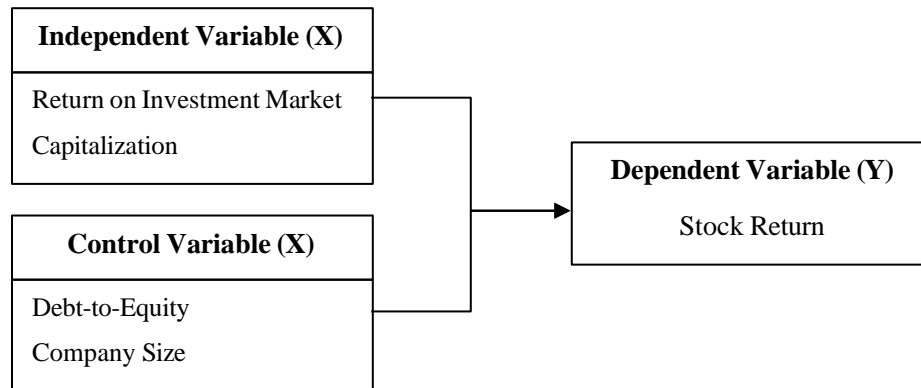 Independent Variable (X)
Return on Investment Market
Capitalization
Control Variable (X)
Debt-to-Equity
Company Size
Dependent Variable (Y)
Stock Return